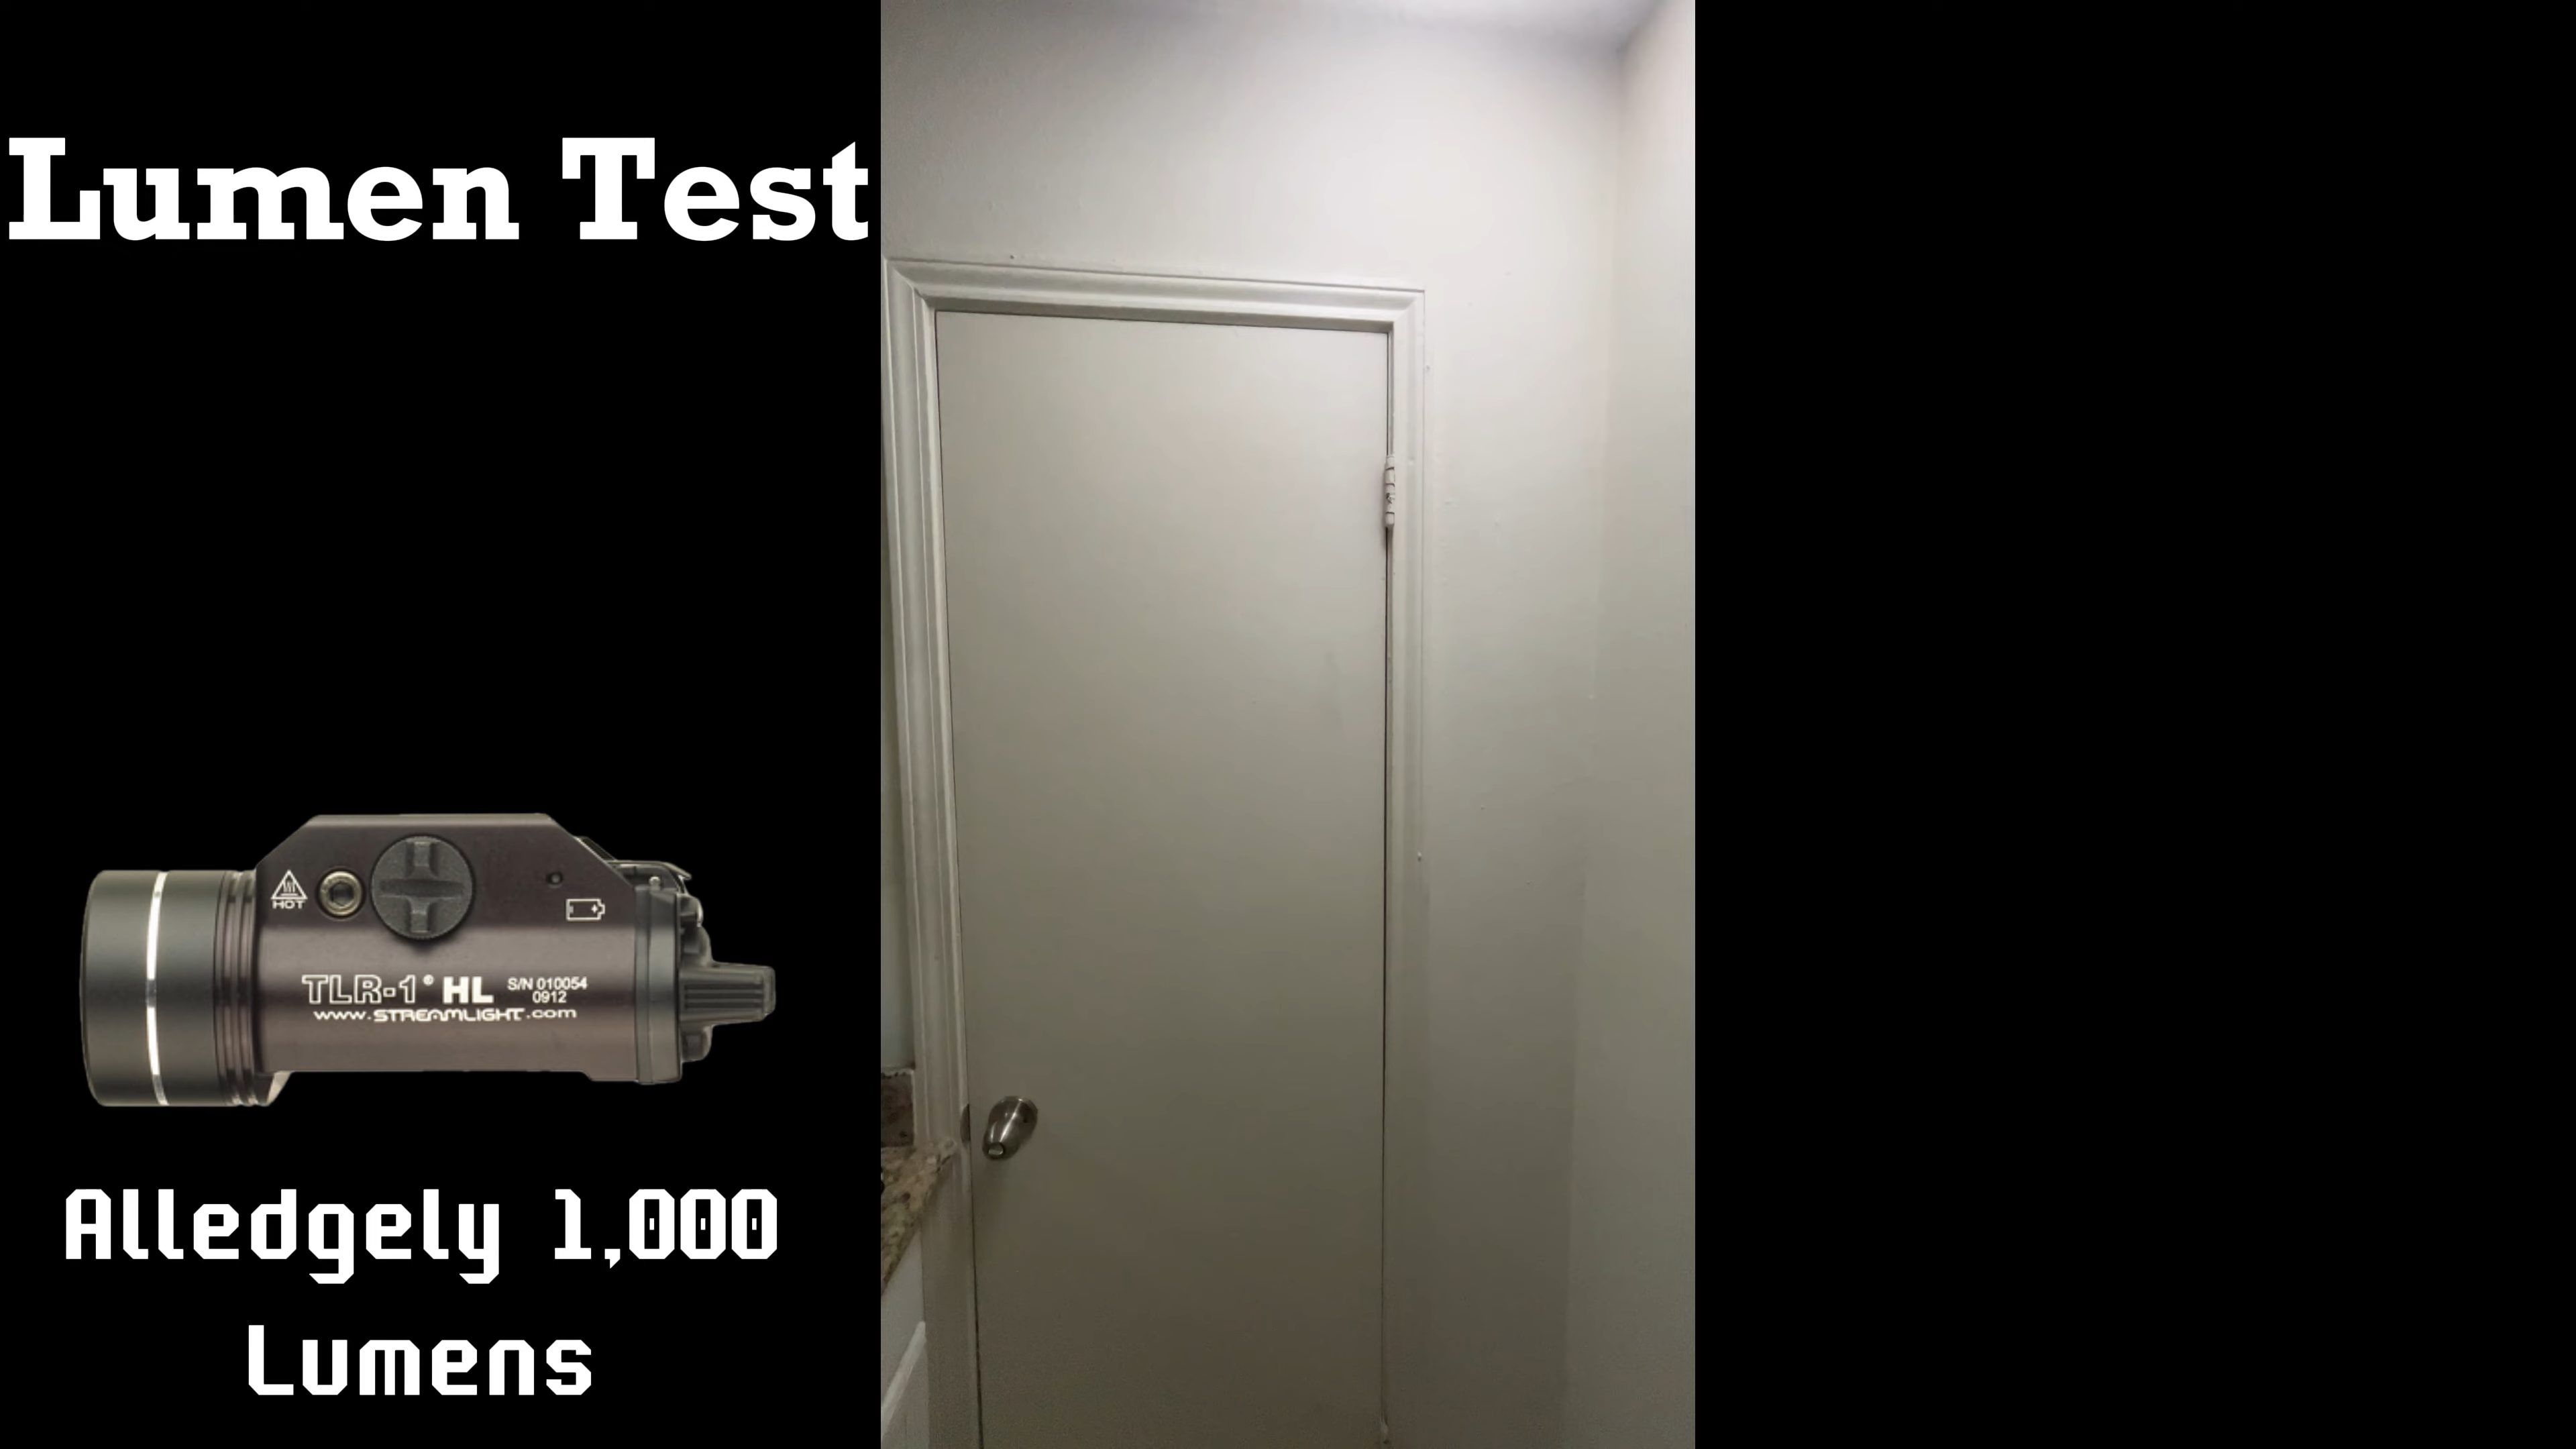 Lumen Test
HOT
TLR-1® HL S/N 010054
0912
www.STREAMLIGHT.com
Alledgely 1,000
Lumens